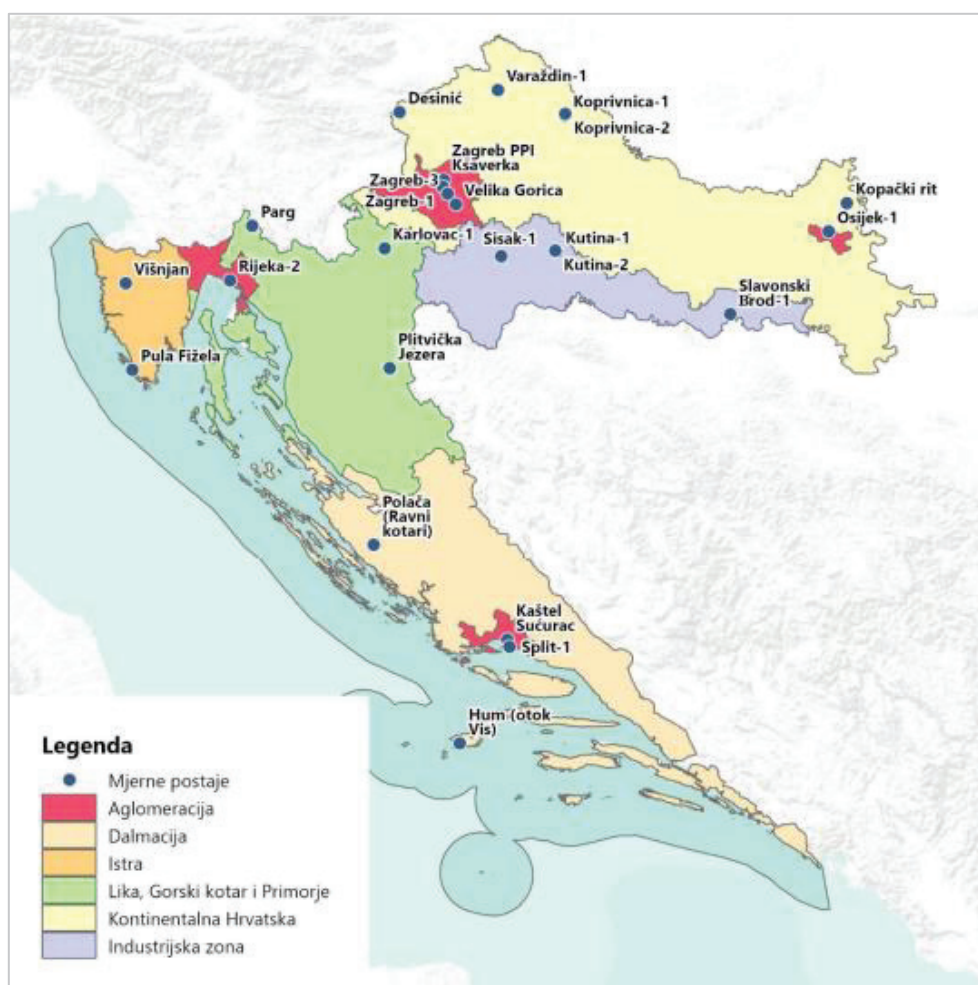 Varaždin-1
Desinić
Koprivnica-1
Koprivnica-2
Zagreb PPI
Ksaverka
Zagreb-3
Velika Gorica
Zagreb-1
Kopački rit
Osijek-1
Parg
Karlovac-1
Sisak-1
Kutina-1
Kutina-2
Višnjan
Rijeka-2
Slavonski
Brod-1
Plitvička
Jezera
Pula Fižela
Polača
(Ravni
kotari)
Kaštel
Sućurac
Split-1
Hum (otok
Vis)
Legenda
Mjerne postaje
Aglomeracija
Dalmacija
Istra
Lika, Gorski kotar i Primorje
Kontinentalna Hrvatska
Industrijska zona